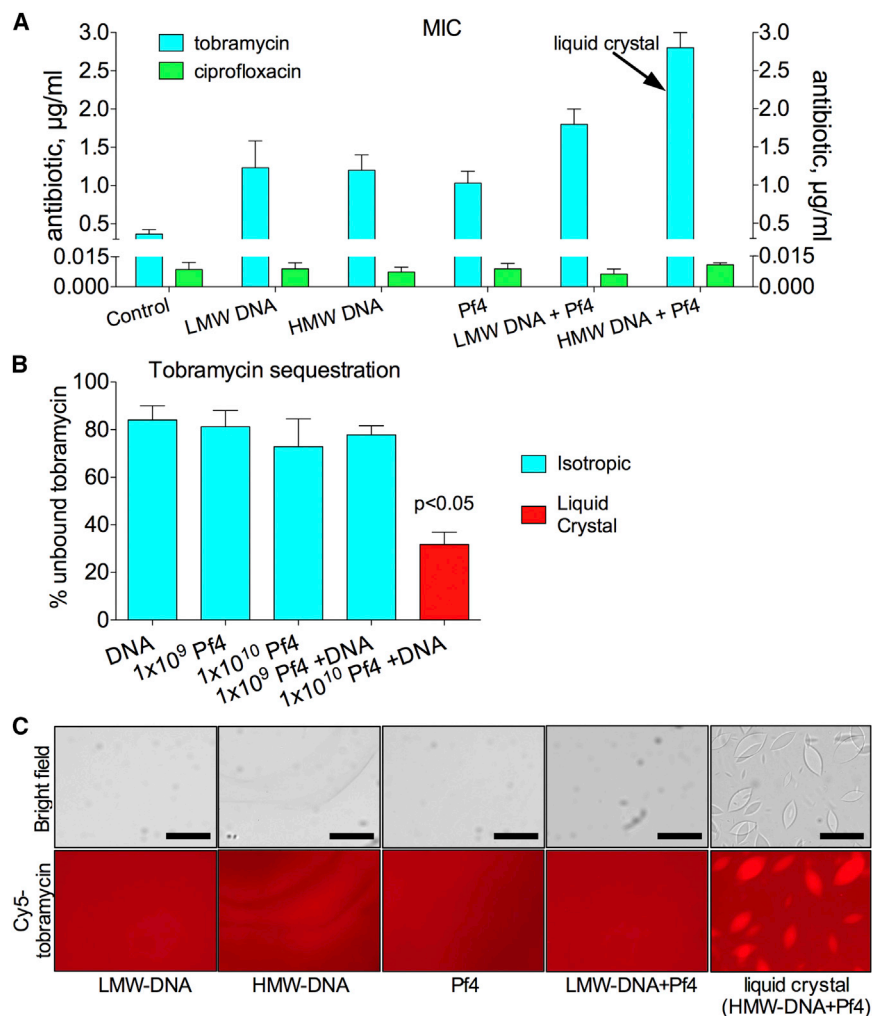 A
MIC
tobramycin
ciprofloxacin
liquid crystal
antibiotic, µg/ml
3.0
2.5
2.0
1.5
1.0
0.5
0.015
0.000
3.0
2.5
2.0
1.5
1.0
0.5
0.015
0.000
antibiotic, µg/ml
Control
LMW DNA
HMW DNA
Pf4
LMW DNA + Pf4
HMW DNA + Pf4
B
Tobramycin sequestration
% unbound tobramycin
100
80
60
40
20
0
p<0.05
Isotropic
Liquid
Crystal
DNA
1x10⁹ Pf4
1x10¹⁰ Pf4
1x10⁹ Pf4 +DNA
1x10¹⁰ Pf4 +DNA
C
Bright field
Cy5-
tobramycin
LMW-DNA
HMW-DNA
Pf4
LMW-DNA+Pf4
liquid crystal
(HMW-DNA+Pf4)